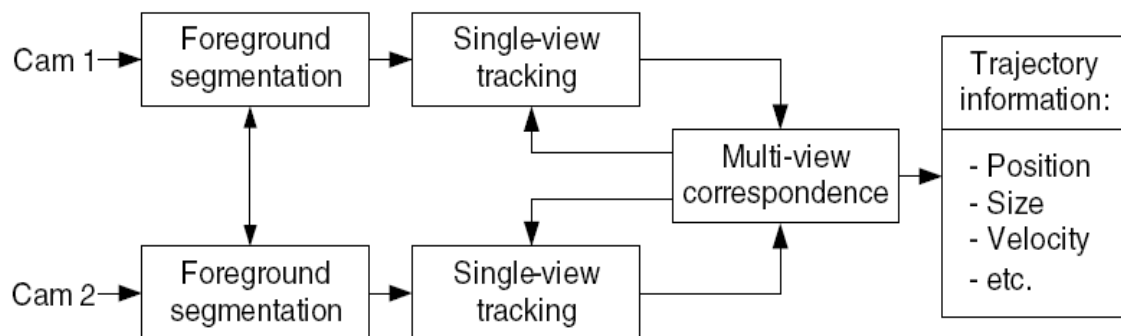 Cam 1
Foreground
segmentation
Single-view
tracking
Multi-view
correspondence
Trajectory
information:
- Position
- Size
- Velocity
- etc.
Cam 2
Foreground
segmentation
Single-view
tracking